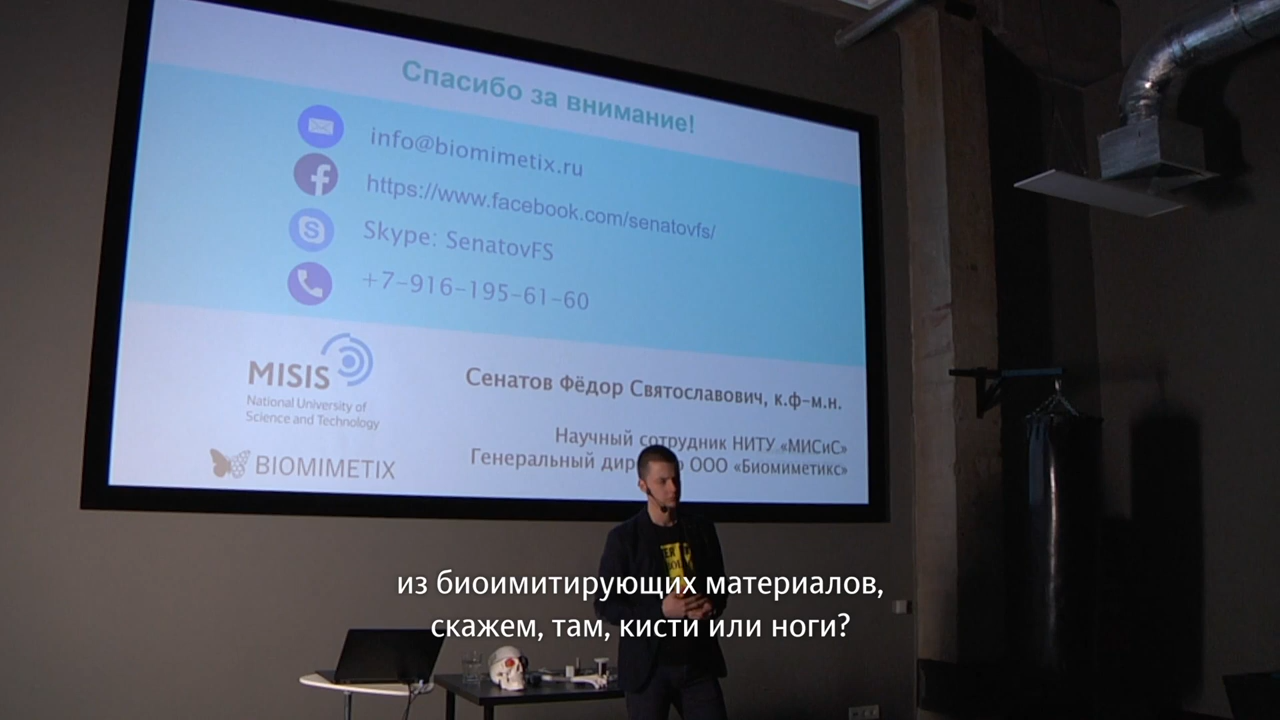 Спасибо за внимание!
info@biomimetix.ru
https://www.facebook.com/senatovfs/
Skype: SenatovFS
+7-916-195-61-60
MISIS
National University of
Science and Technology
Сенатов Фёдор Святославович, к.ф-м.н.
Научный сотрудник НИТУ «МИСиС»
Генеральный ООО «Биомиметикс»
BIOMIMETIX
из биоимитирующих материалов,
скажем, там, кисти или ноги?